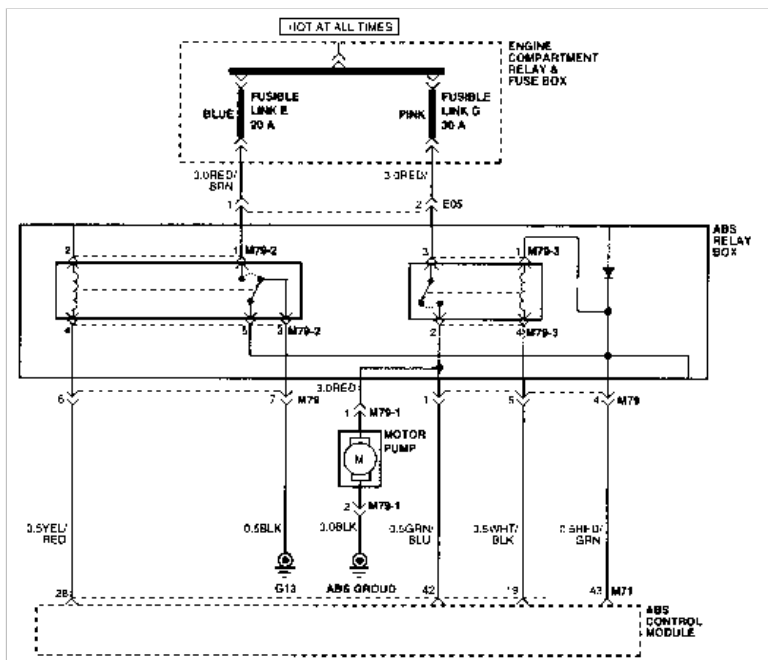 HOT AT ALL TIMES
ENGINE
COMPARTMENT
RELAY &
FUSE BOX
BLUE
FUSIBLE
LINK E
PINK
FUSIBLE
LINK G
30 A
3.0RED/
BRN
3.0RED/
1
2
E05
ABS
RELAY
BOX
2
1
M79-2
3
1
M79-3
4
5
3
M79-2
2
4
M79-3
3.0RED
6
7
M79
1
M79-1
1
5
4
M79
MOTOR
PUMP
M
2
M79-1
0.5YEL/
RED
0.5BLK
3.0BLK
0.5GRN/
BLU
0.5WHT/
BLK
0.5RED/
GRN
G13
ABS GROUD
28
42
19
43
M71
ABS
CONTROL
MODULE